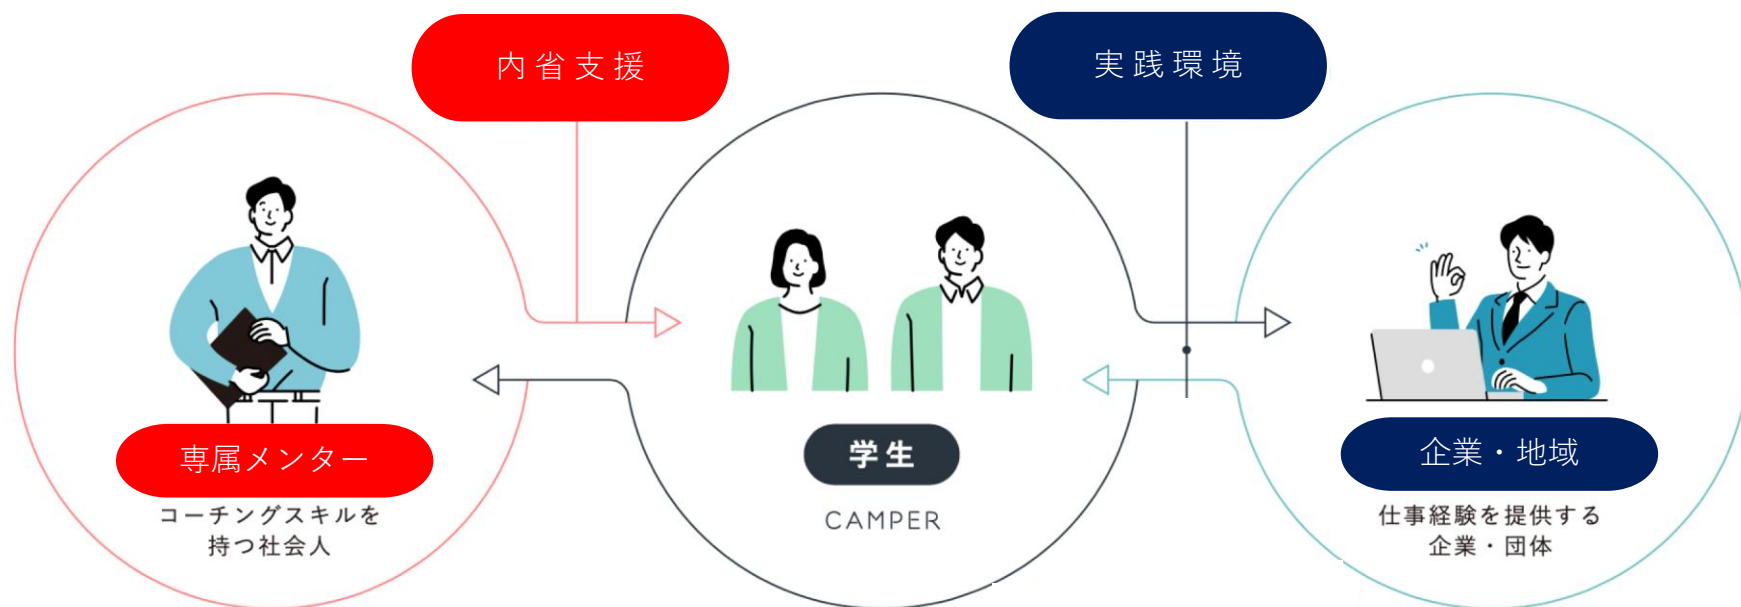 内省支援
実践環境
専属メンター
コーチングスキルを
持つ社会人
学生
CAMPER
企業・地域
仕事経験を提供する
企業・団体